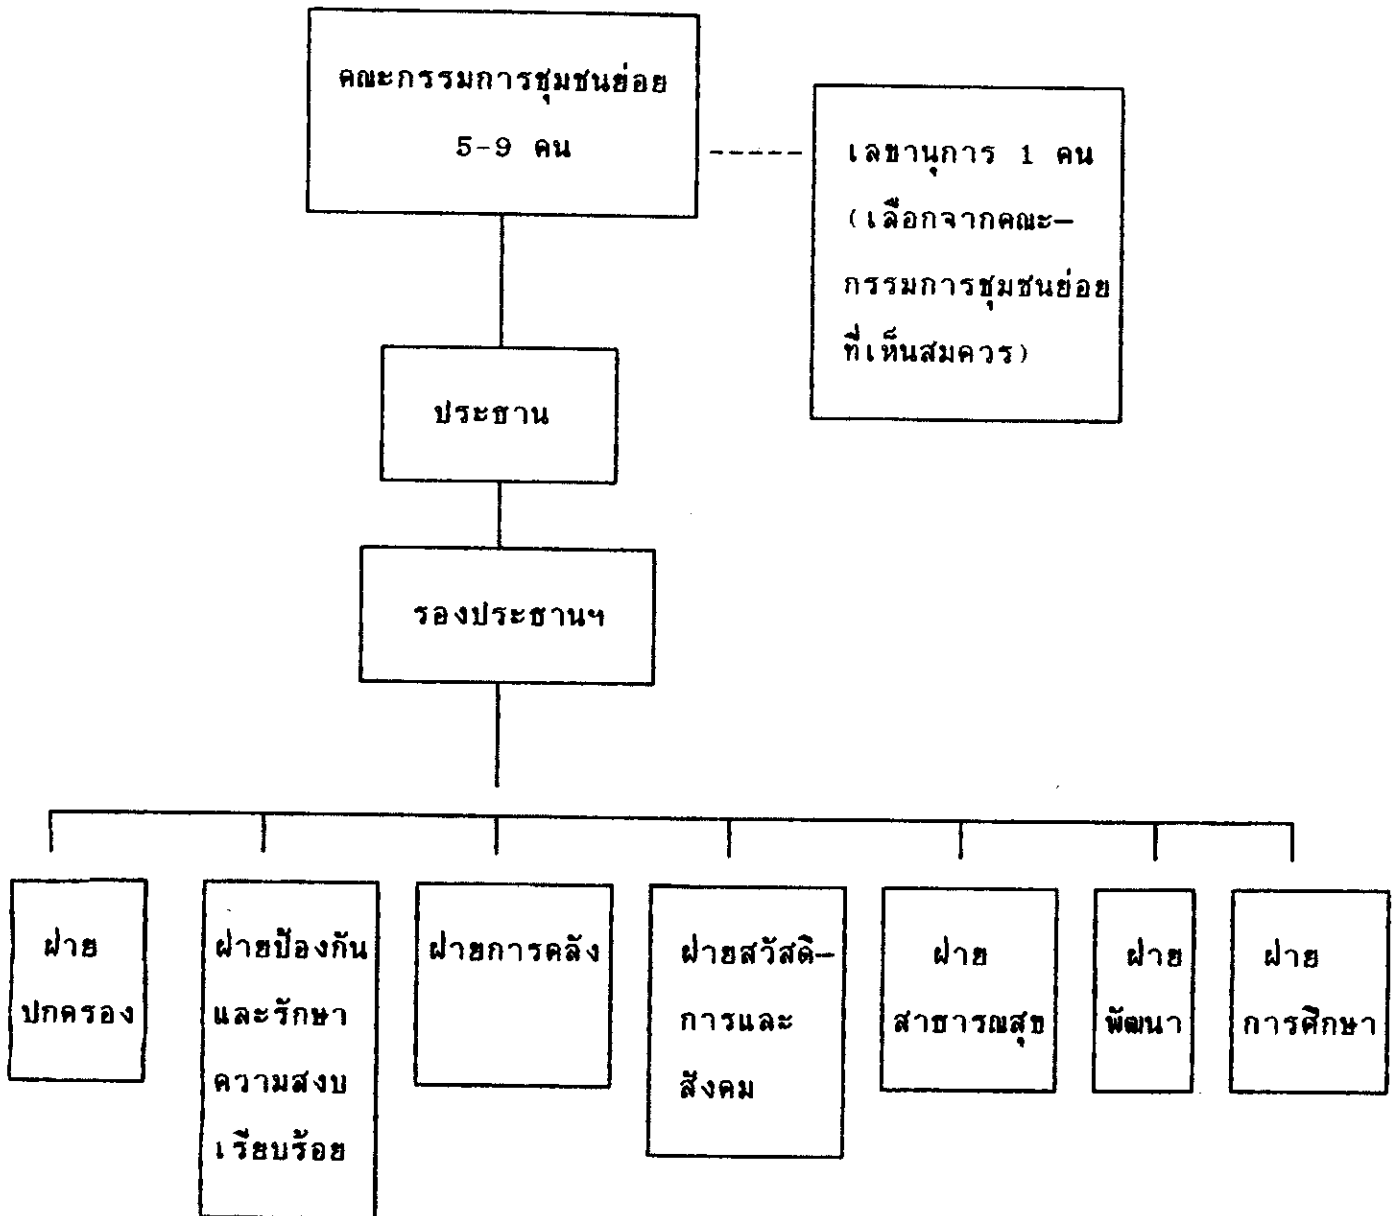 คณะกรรมการชุมชนย่อย
5-9 คน
เลขานุการ 1 คน
(เลือกจากคณะ-
กรรมการชุมชนย่อย
ที่เห็นสมควร)
ประธาน
รองประธานฯ
ฝ่าย
ปกครอง
ฝ่ายป้องกัน
และรักษา
ความสงบ
เรียบร้อย
ฝ่ายการคลัง
ฝ่ายสวัสดิ-
การและ
สังคม
ฝ่าย
สาธารณสุข
ฝ่าย
พัฒนา
ฝ่าย
การศึกษา